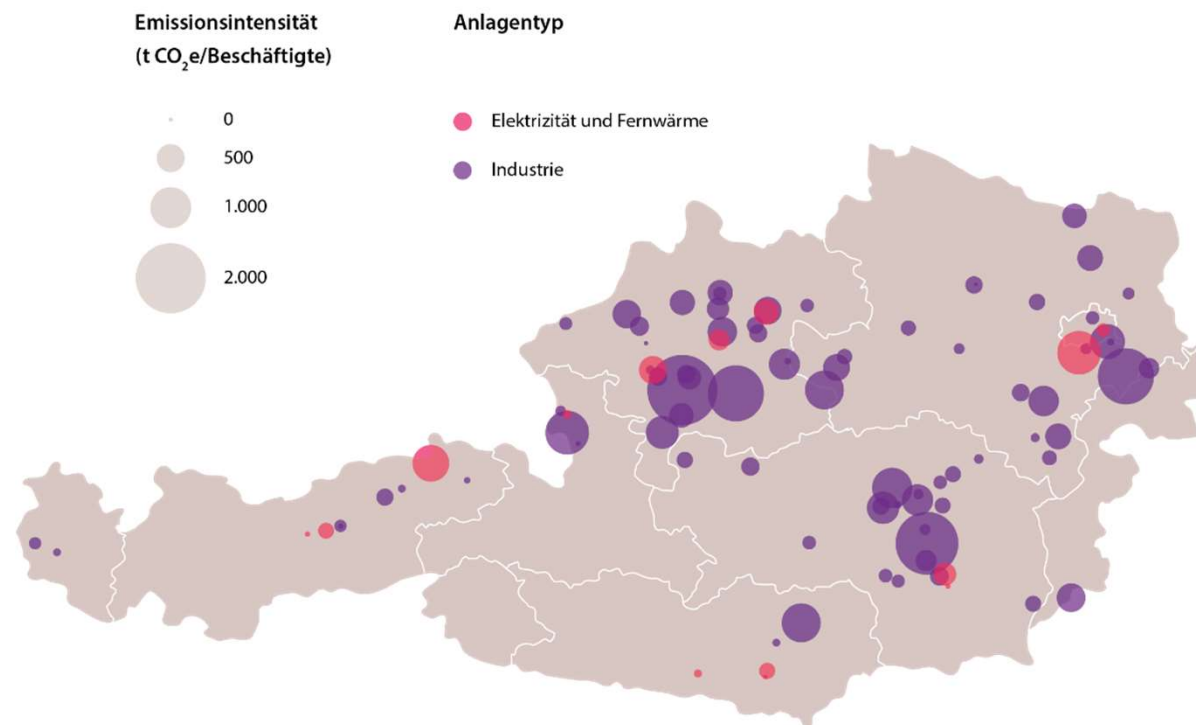 Emissionsintensität
(t CO₂e/Beschäftigte)
0
500
1.000
2.000
Anlagentyp
Elektrizität und Fernwärme
Industrie